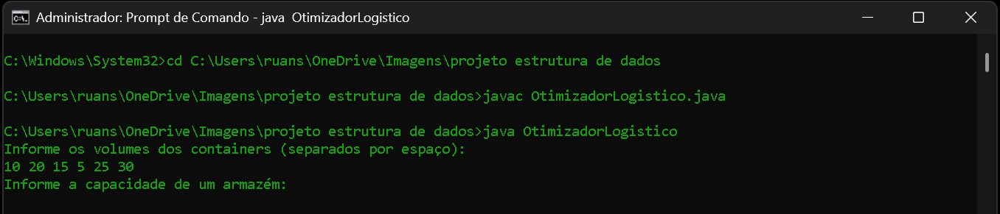 Administrador: Prompt de Comando - java  OtimizadorLogistico
C:\Windows\System32>cd C:\Users\ruans\OneDrive\Imagens\projeto estrutura de dados
C:\Users\ruans\OneDrive\Imagens\projeto estrutura de dados>javac OtimizadorLogistico.java
C:\Users\ruans\OneDrive\Imagens\projeto estrutura de dados>java OtimizadorLogistico
Informe os volumes dos containers (separados por espaço):
10 20 15 5 25 30
Informe a capacidade de um armazém: